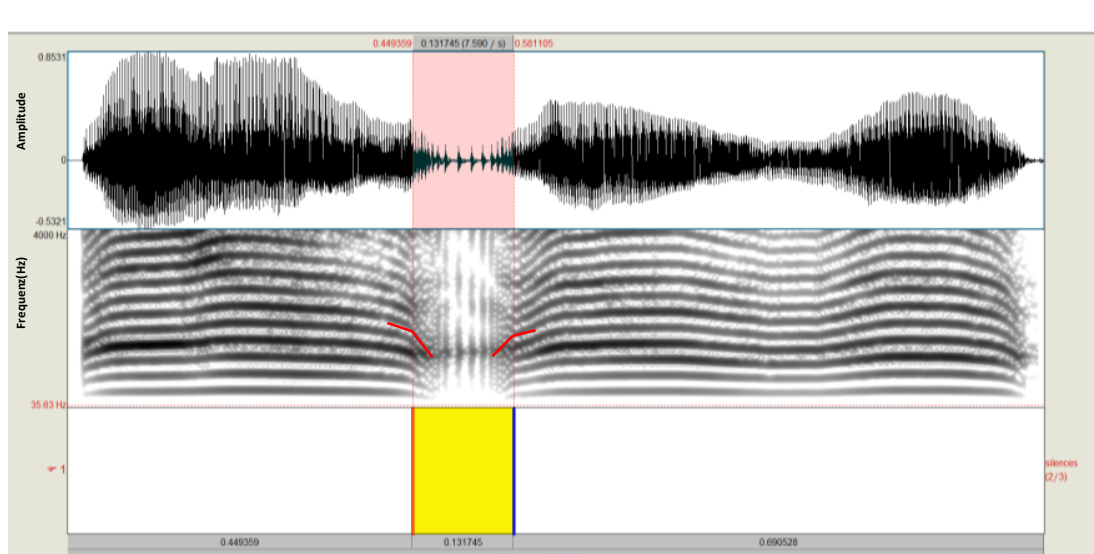 0.449359 0.131745 (7.590 / s) 0.581105
0.8531
Amplitude
0
-0.5321
4000 Hz
Frequenz(Hz)
35.63 Hz
1
silences
(2/3)
0.449359 0.131745 0.690528